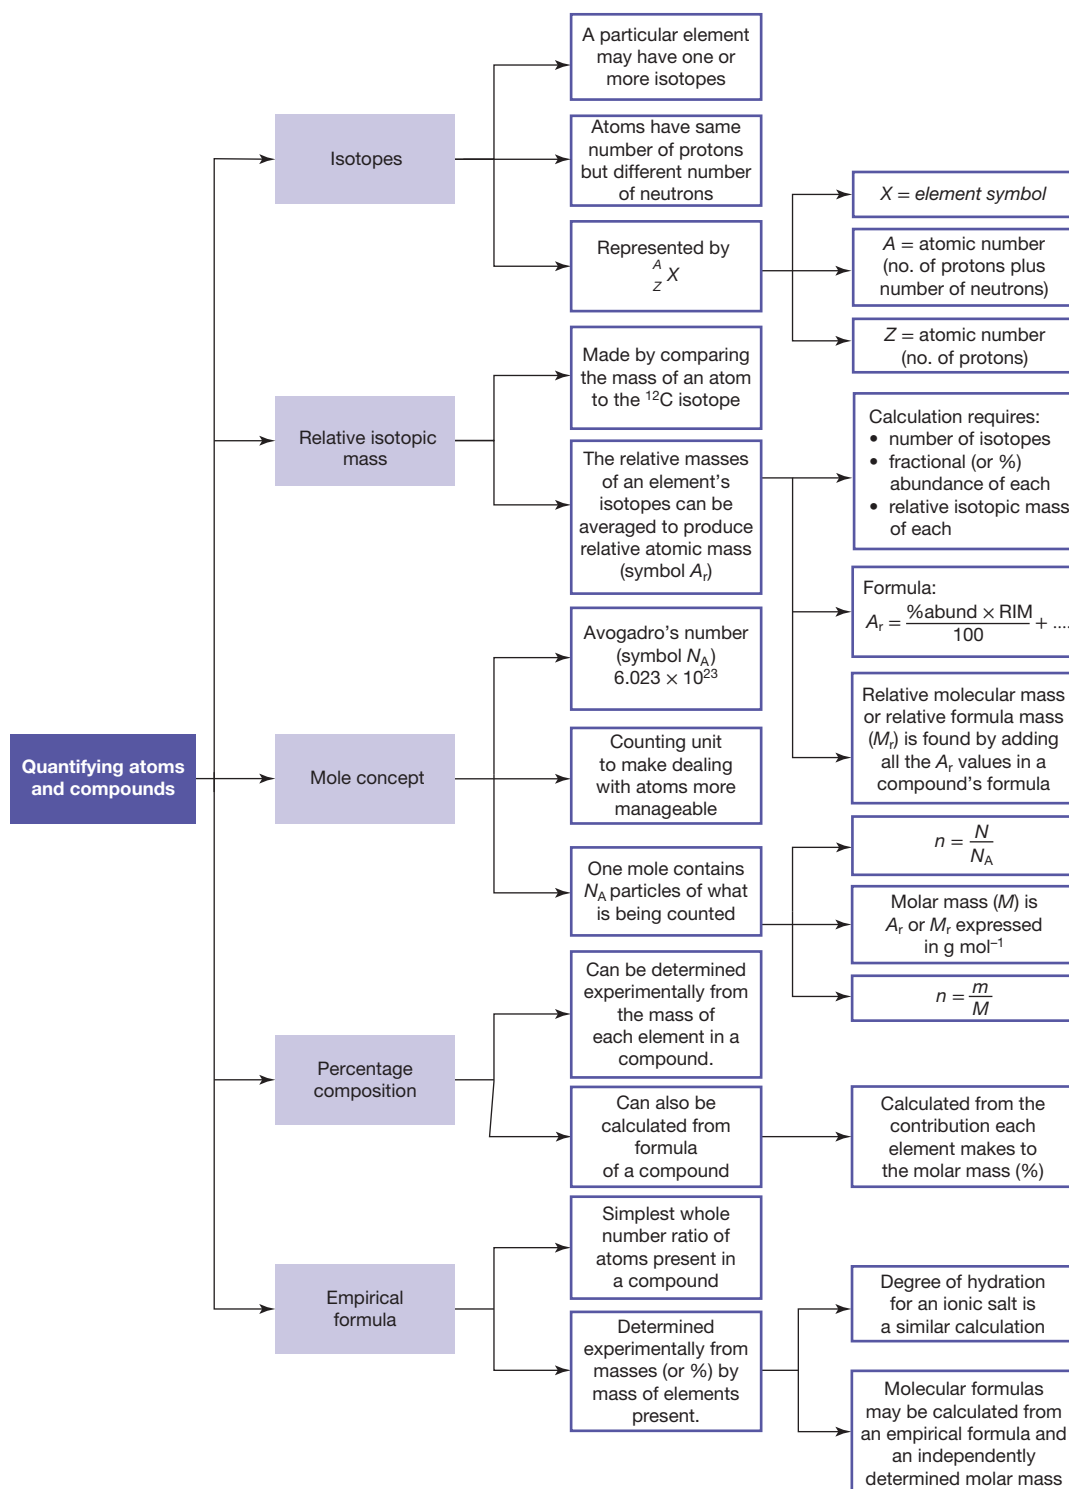 Quantifying atoms
and compounds
Isotopes
A particular element
may have one or
more isotopes
Atoms have same
number of protons
but different number
of neutrons
Represented by
A
Z X
X = element symbol
A = atomic number
(no. of protons plus
number of neutrons)
Z = atomic number
(no. of protons)
Relative isotopic
mass
Made by comparing
the mass of an atom
to the ¹²C isotope
The relative masses
of an element’s
isotopes can be
averaged to produce
relative atomic mass
(symbol Aᵣ)
Calculation requires:
• number of isotopes
• fractional (or %)
abundance of each
• relative isotopic mass
of each
Formula:
Aᵣ = %abund × RIM / 100 + ....
Relative molecular mass
or relative formula mass
(Mᵣ) is found by adding
all the Aᵣ values in a
compound’s formula
Mole concept
Avogadro’s number
(symbol N_A)
6.023 × 10²³
Counting unit
to make dealing
with atoms more
manageable
One mole contains
N_A particles of what
is being counted
n = N / N_A
Molar mass (M) is
Aᵣ or Mᵣ expressed
in g mol⁻¹
n = m / M
Percentage
composition
Can be determined
experimentally from
the mass of
each element in a
compound.
Can also be
calculated from
formula
of a compound
Calculated from the
contribution each
element makes to
the molar mass (%)
Empirical
formula
Simplest whole
number ratio of
atoms present in
a compound
Determined
experimentally from
masses (or %) by
mass of elements
present.
Degree of hydration
for an ionic salt is
a similar calculation
Molecular formulas
may be calculated from
an empirical formula and
an independently
determined molar mass